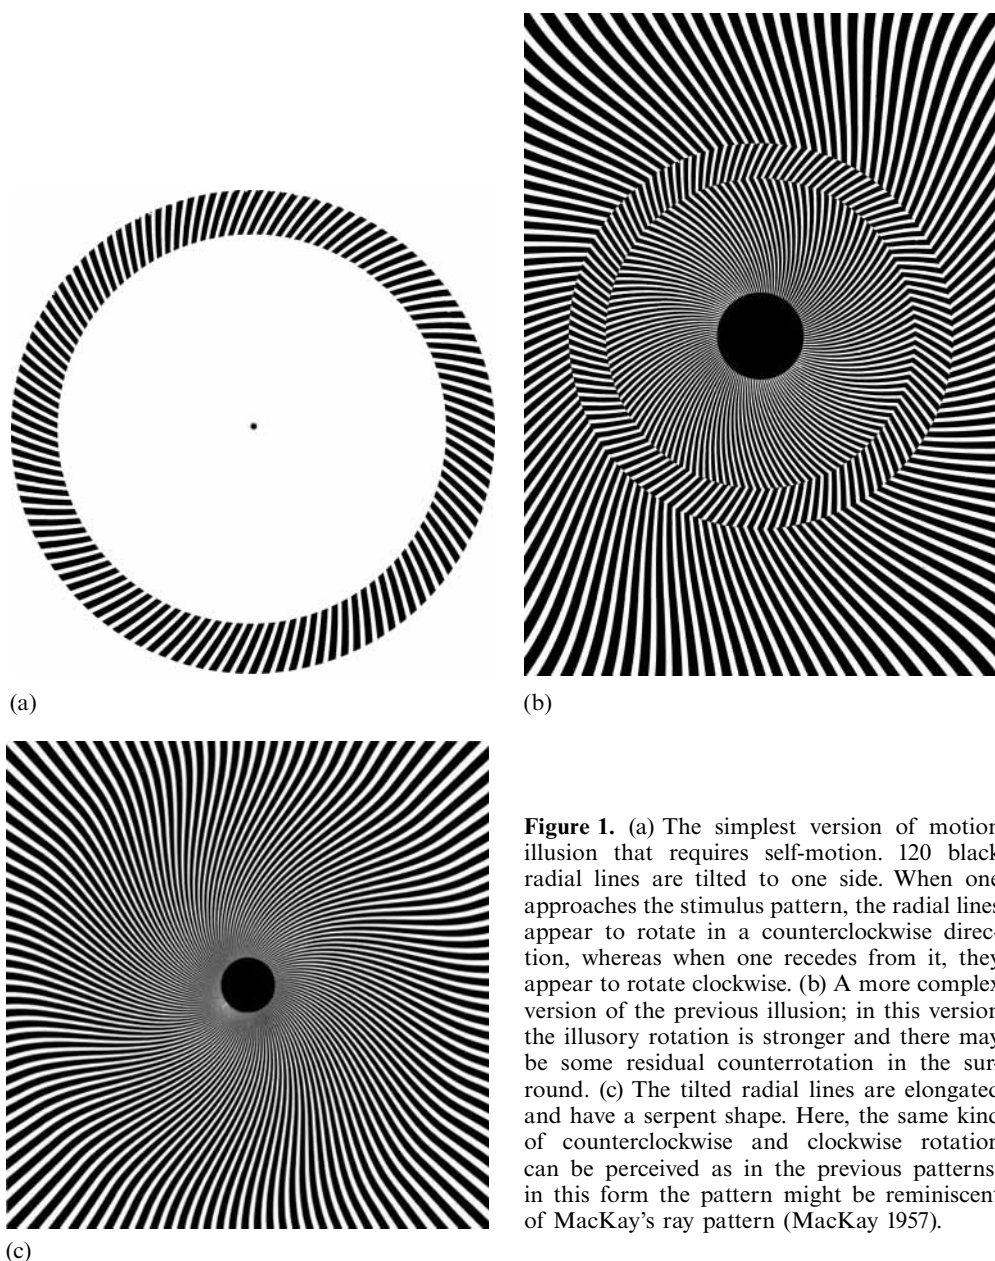 (a)
(b)
Figure 1. (a) The simplest version of motion
illusion that requires self-motion. 120 black
radial lines are tilted to one side. When one
approaches the stimulus pattern, the radial lines
appear to rotate in a counterclockwise direc-
tion, whereas when one recedes from it, they
appear to rotate clockwise. (b) A more complex
version of the previous illusion; in this version
the illusory rotation is stronger and there may
be some residual counterrotation in the sur-
round. (c) The tilted radial lines are elongated
and have a serpent shape. Here, the same kind
of counterclockwise and clockwise rotation
can be perceived as in the previous patterns
in this form the pattern might be reminiscen
of MacKay's ray pattern (MacKay 1957).
(c)